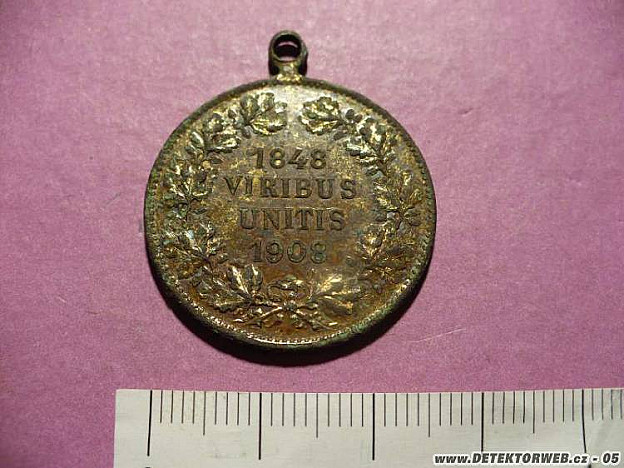 1848
VIRIBUS
UNITIS
1908
www.DETEKTORWEB.cz - 05